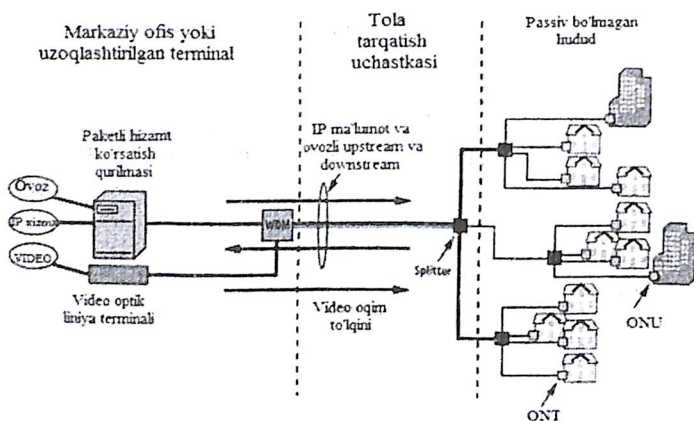 Markaziy ofis yoki
uzoqlashtirilgan terminal
Tola
tarqatish
uchastkasi
Passiv bo'lmagan
hudud
Paketli hizamt
ko'rsatish
qurilmasi
IP ma'lumot va
ovozli upstream va
downstream
Ovoz
IP xizmat
VIDEO
WDM
Splitter
Video optik
liniya terminali
Video oqim
to'lqini
ONU
ONT